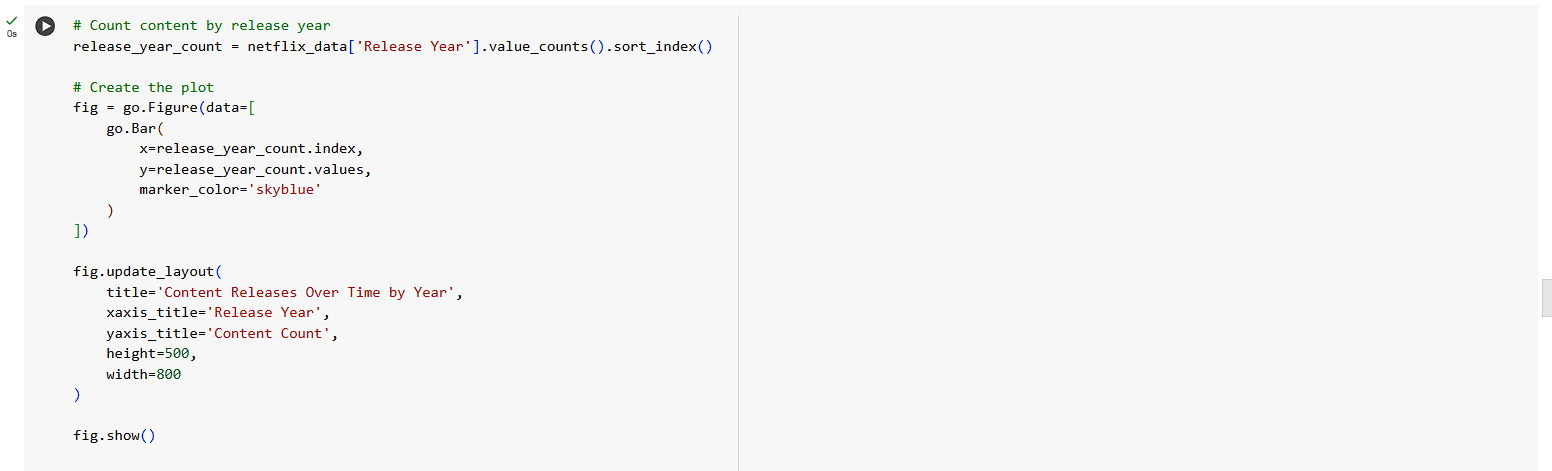 0s
# Count content by release year
release_year_count = netflix_data['Release Year'].value_counts().sort_index()
# Create the plot
fig = go.Figure(data=[
    go.Bar(
        x=release_year_count.index,
        y=release_year_count.values,
        marker_color='skyblue'
    )
])
fig.update_layout(
    title='Content Releases Over Time by Year',
    xaxis_title='Release Year',
    yaxis_title='Content Count',
    height=500,
    width=800
)
fig.show()